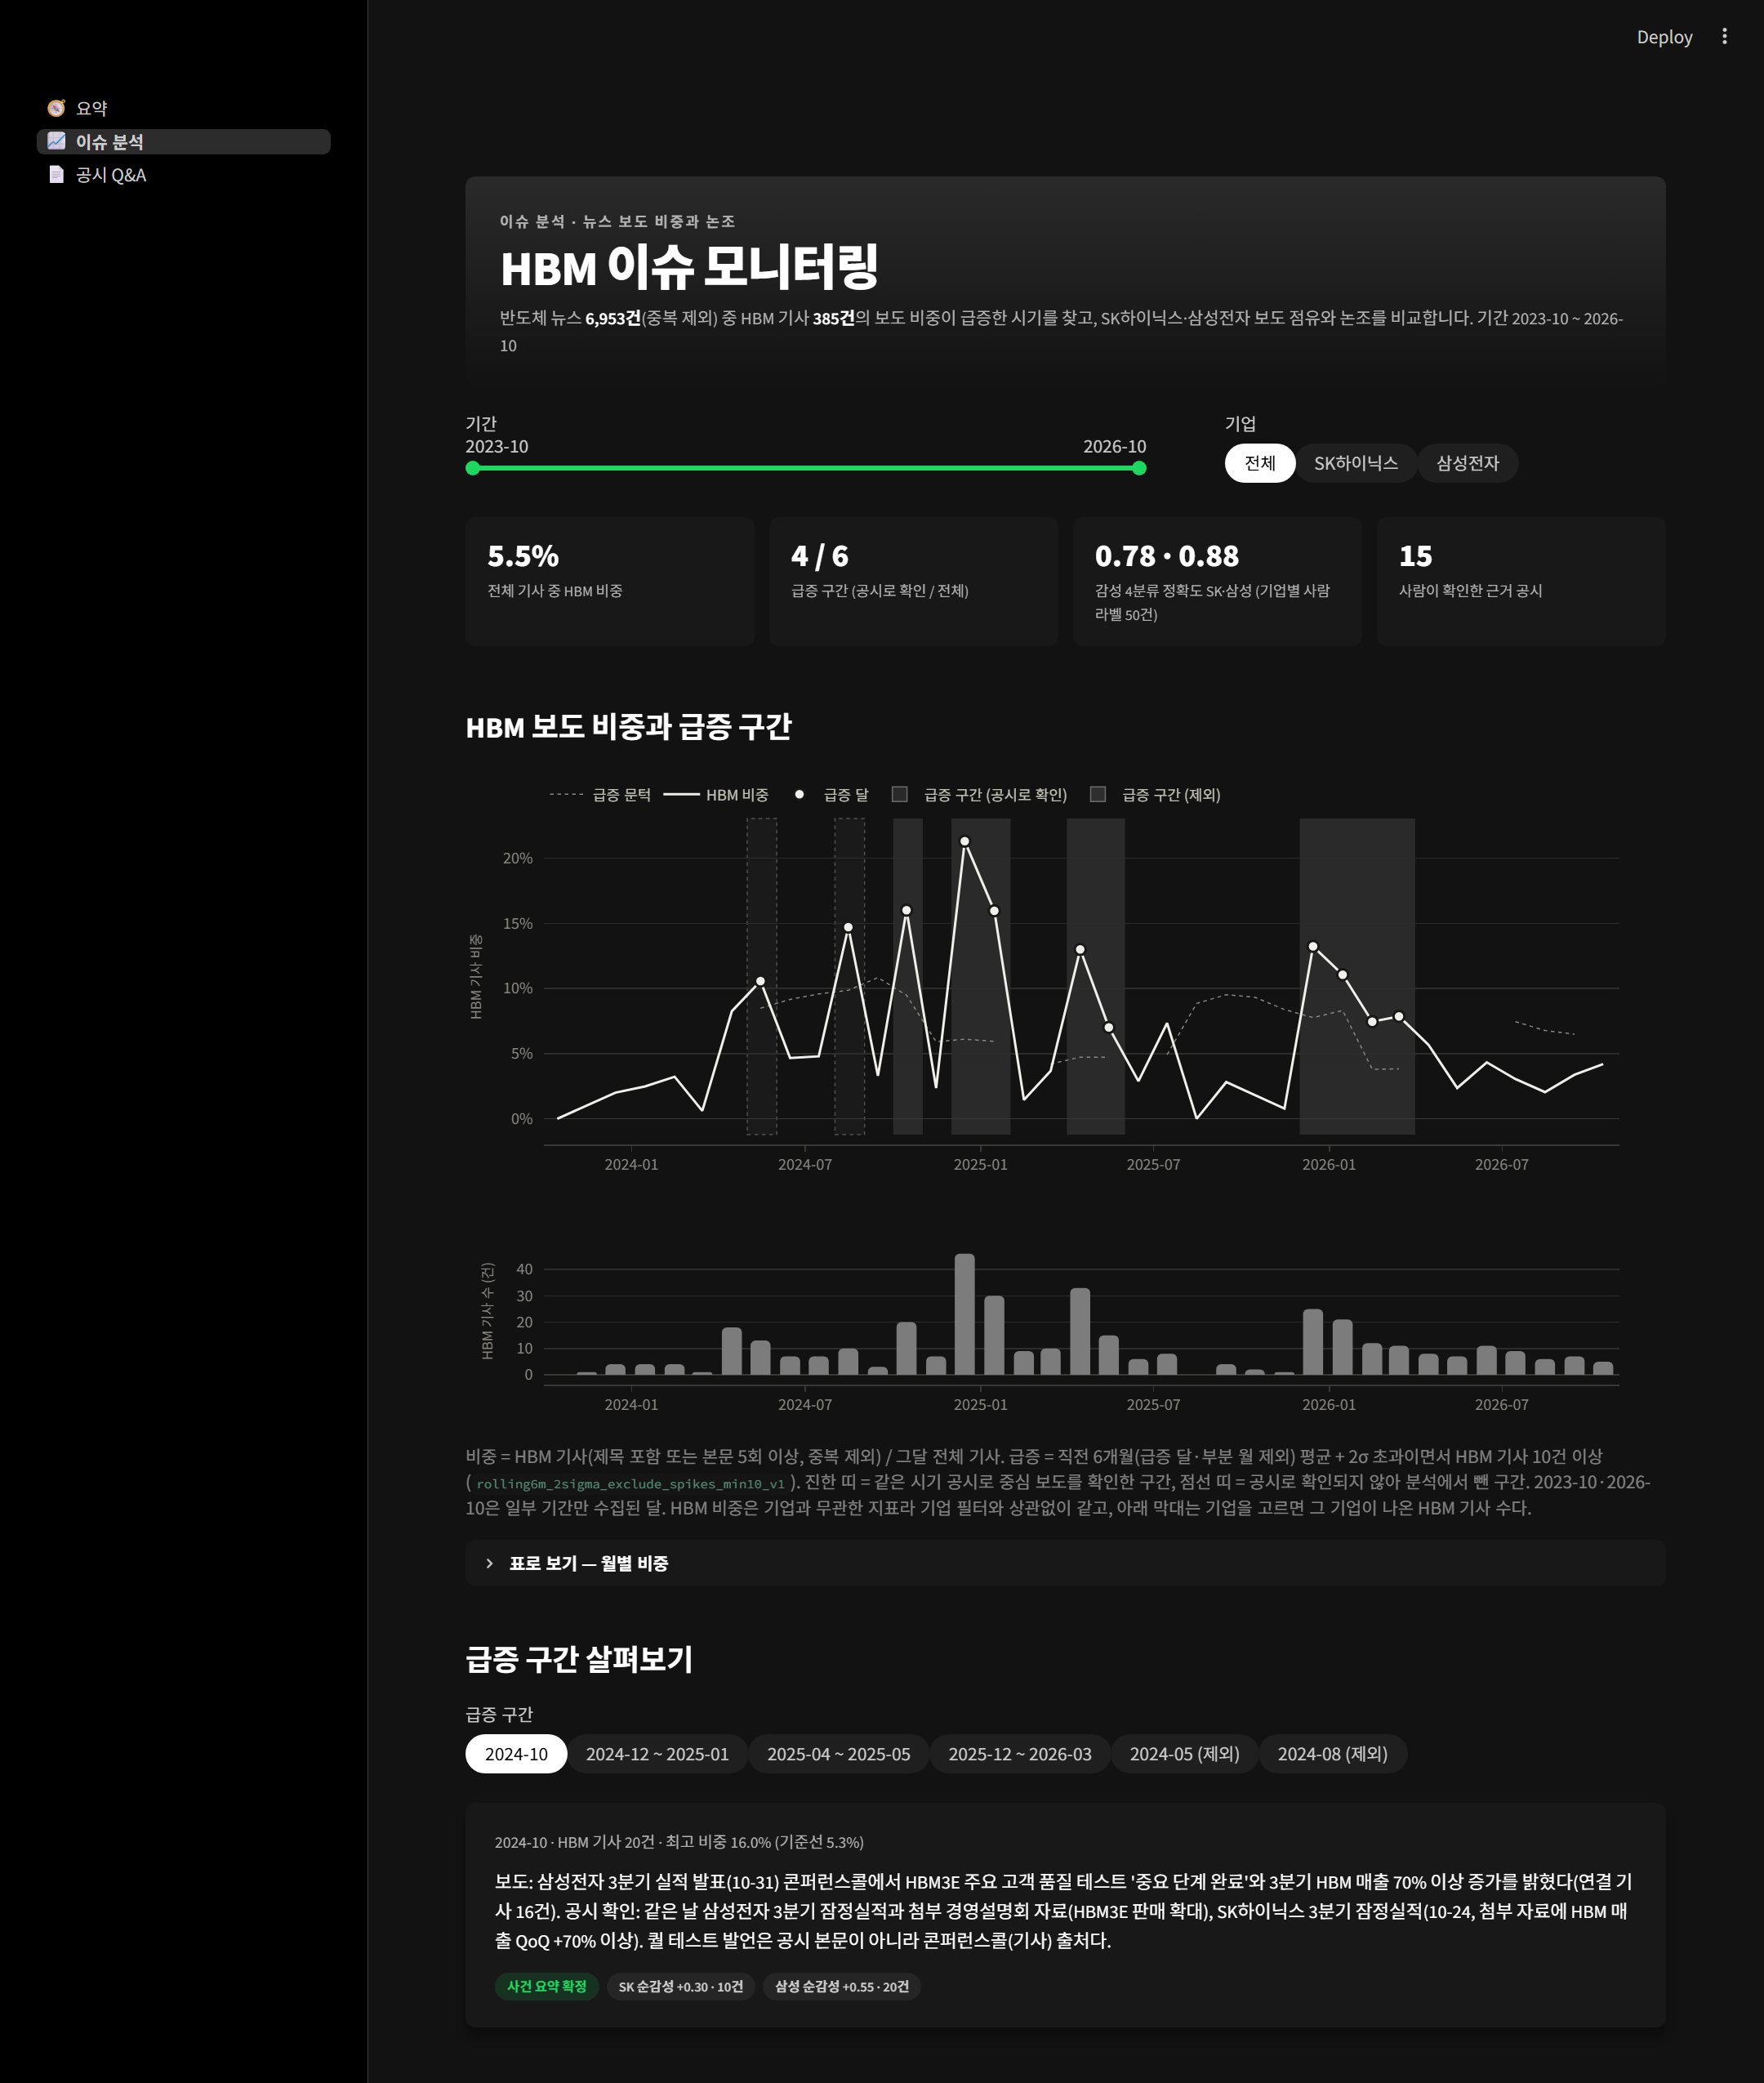 Deploy
요약
이슈 분석
공시 Q&A
이슈 분석 · 뉴스 보도 비중과 논조
HBM 이슈 모니터링
반도체 뉴스 6,953건(중복 제외) 중 HBM 기사 385건의 보도 비중이 급증한 시기를 찾고, SK하이닉스·삼성전자 보도 점유와 논조를 비교합니다. 기간 2023-10 ~ 2026-
10
기간
2023-10 2026-10
기업
전체 SK하이닉스 삼성전자
5.5%
전체 기사 중 HBM 비중
4 / 6
급증 구간 (공시로 확인 / 전체)
0.78 · 0.88
감성 4분류 정확도 SK·삼성 (기업별 사람
라벨 50건)
15
사람이 확인한 근거 공시
HBM 보도 비중과 급증 구간
급증 문턱 HBM 비중 급증 달 급증 구간 (공시로 확인) 급증 구간 (제외)
HBM 기사 비중
20%
15%
10%
5%
0%
2024-01 2024-07 2025-01 2025-07 2026-01 2026-07
HBM 기사 수 (건)
40
30
20
10
0
2024-01 2024-07 2025-01 2025-07 2026-01 2026-07
비중 = HBM 기사(제목 포함 또는 본문 5회 이상, 중복 제외) / 그달 전체 기사. 급증 = 직전 6개월(급증 달·부분 월 제외) 평균 + 2σ 초과이면서 HBM 기사 10건 이상
( rolling6m_2sigma_exclude_spikes_min10_v1 ). 진한 띠 = 같은 시기 공시로 중심 보도를 확인한 구간, 점선 띠 = 공시로 확인되지 않아 분석에서 뺀 구간. 2023-10·2026-
10은 일부 기간만 수집된 달. HBM 비중은 기업과 무관한 지표라 기업 필터와 상관없이 같고, 아래 막대는 기업을 고르면 그 기업이 나온 HBM 기사 수다.
표로 보기 — 월별 비중
급증 구간 살펴보기
급증 구간
2024-10 2024-12 ~ 2025-01 2025-04 ~ 2025-05 2025-12 ~ 2026-03 2024-05 (제외) 2024-08 (제외)
2024-10 · HBM 기사 20건 · 최고 비중 16.0% (기준선 5.3%)
보도: 삼성전자 3분기 실적 발표(10-31) 콘퍼런스콜에서 HBM3E 주요 고객 품질 테스트 '중요 단계 완료'와 3분기 HBM 매출 70% 이상 증가를 밝혔다(연결 기
사 16건). 공시 확인: 같은 날 삼성전자 3분기 잠정실적과 첨부 경영설명회 자료(HBM3E 판매 확대), SK하이닉스 3분기 잠정실적(10-24, 첨부 자료에 HBM 매
출 QoQ +70% 이상). 퀄 테스트 발언은 공시 본문이 아니라 콘퍼런스콜(기사) 출처다.
사건 요약 확정 SK 순감성 +0.30 · 10건 삼성 순감성 +0.55 · 20건